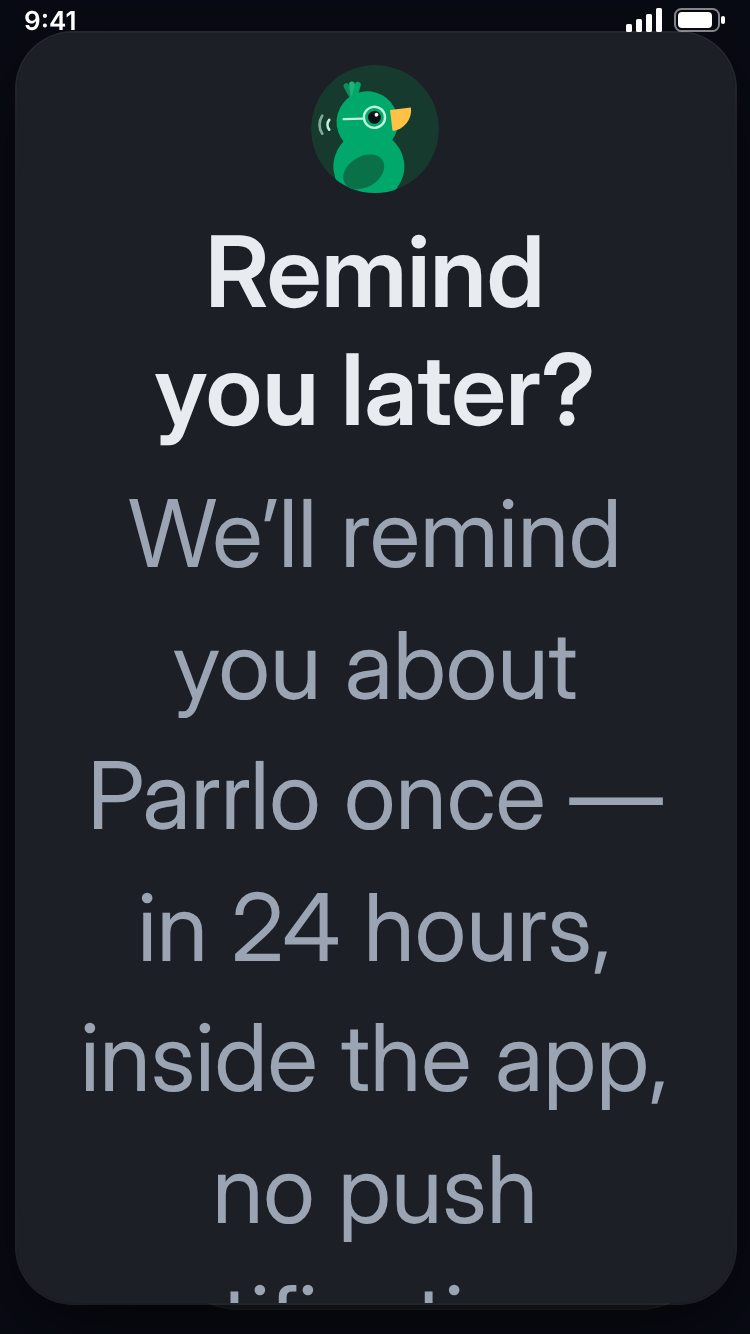 9:41
Remind
you later?
We’ll remind
you about
Parrlo once —
in 24 hours,
inside the app,
no push